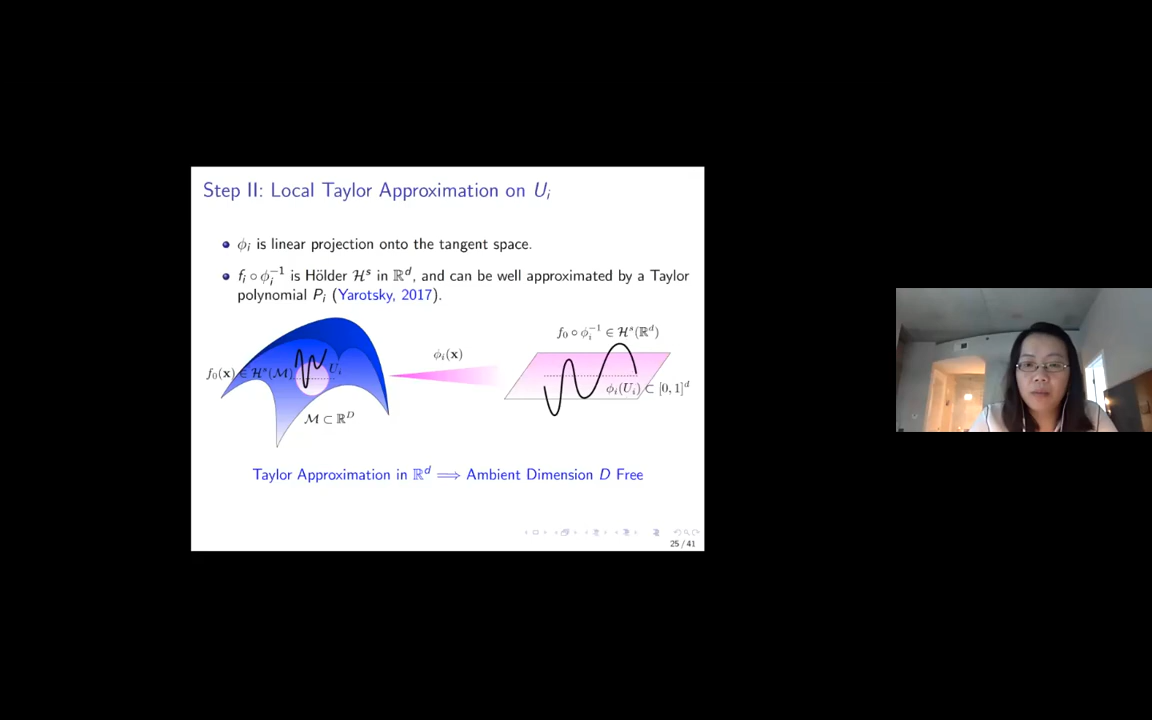 Step II: Local Taylor Approximation on U_i
ϕ_i is linear projection onto the tangent space.
f_i ∘ ϕ_i^{-1} is Hölder ℋ^s in ℝ^d, and can be well approximated by a Taylor
polynomial P_i (Yarotsky, 2017).
f_0 ∘ ϕ_i^{-1} ∈ ℋ^s(ℝ^d)
ϕ_i(x)
f_0(x) ∈ ℋ^s(ℳ)
U_i
ϕ_i(U_i) ⊂ [0, 1]^d
ℳ ⊂ ℝ^D
Taylor Approximation in ℝ^d ⟹ Ambient Dimension D Free
25 / 41